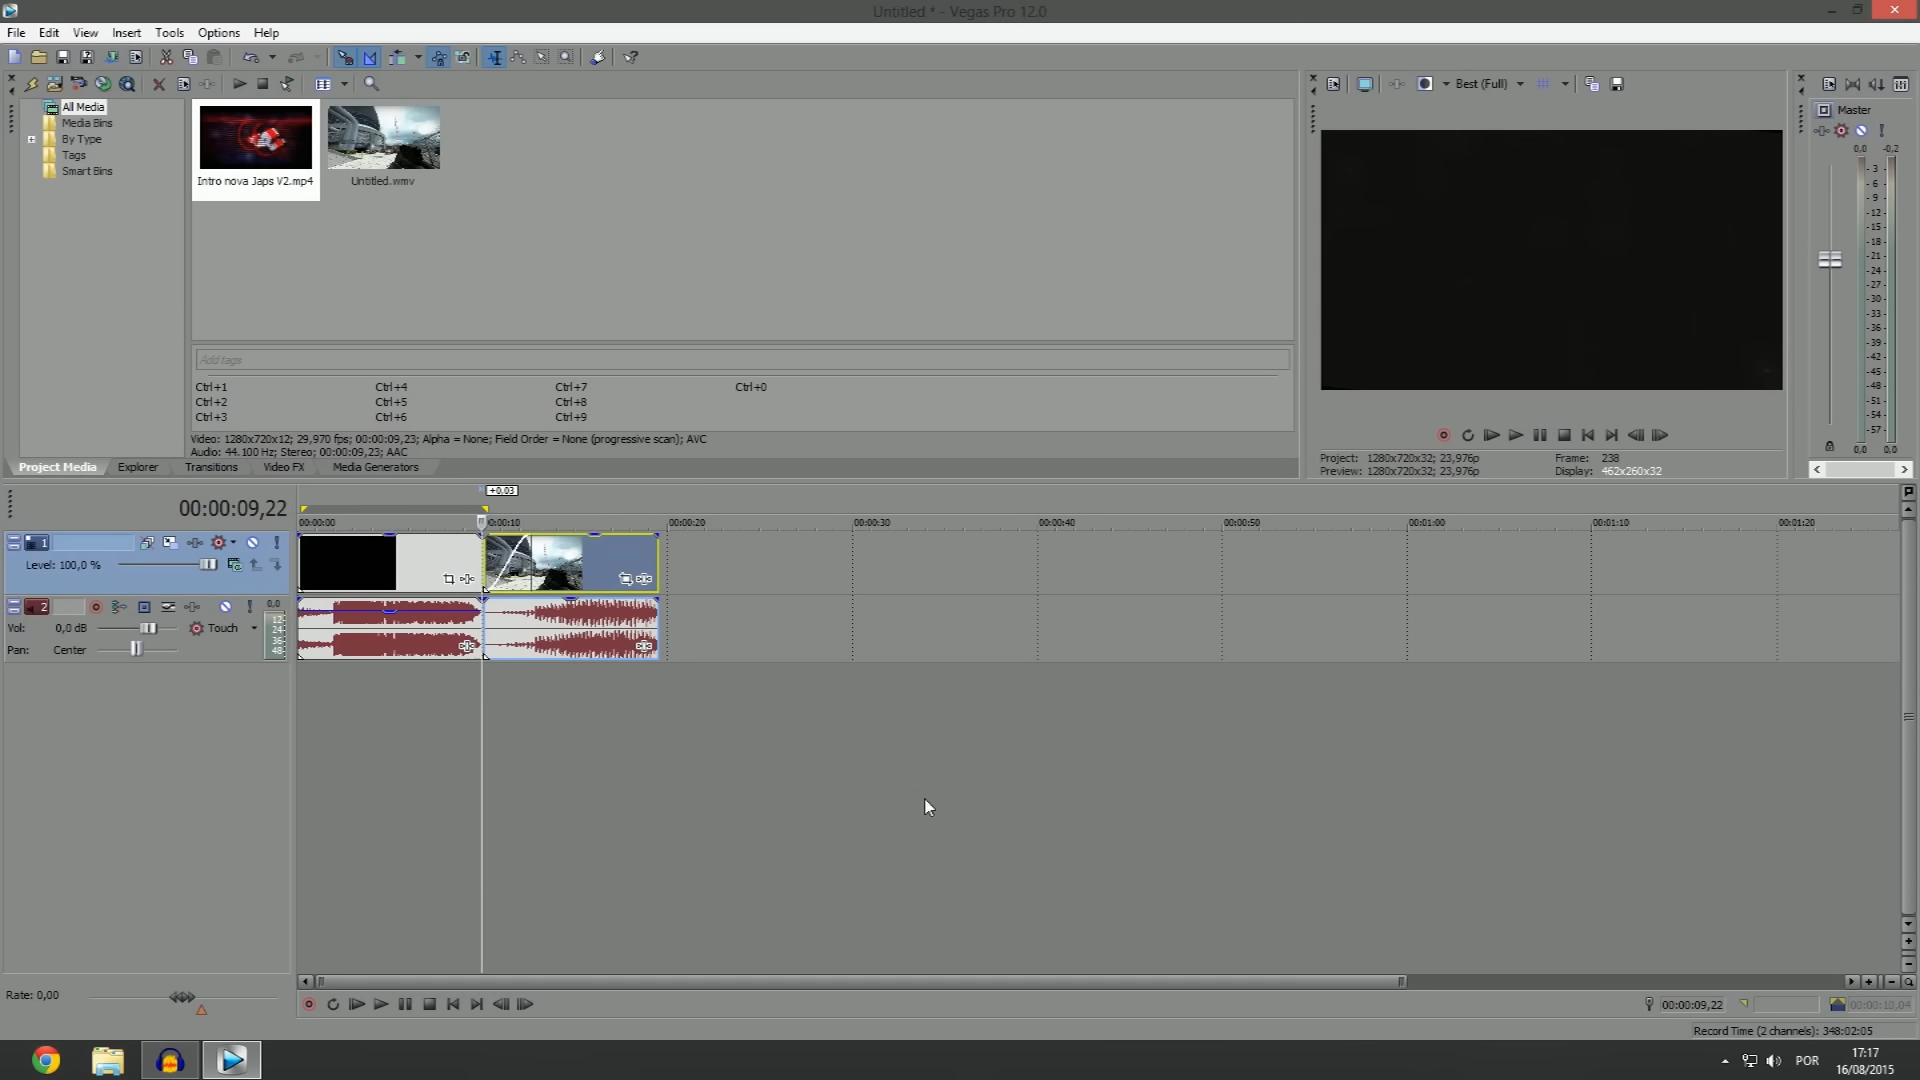 Untitled * - Vegas Pro 12.0
File Edit View Insert Tools Options Help
Best (Full)
All Media
Media Bins
By Type
Tags
Smart Bins
Intro nova Japs V2.mp4
Untitled.wmv
Master
0,0 -0,2
- 3 -
- 6 -
- 9 -
-12-
-15-
-18-
-21-
-24-
-27-
-30-
-33-
-36-
-39-
-42-
-45-
-48-
-51-
-54-
-57-
0,0 0,0
Add tags
Ctrl+1 Ctrl+4 Ctrl+7 Ctrl+0
Ctrl+2 Ctrl+5 Ctrl+8
Ctrl+3 Ctrl+6 Ctrl+9
Video: 1280x720x12; 29,970 fps; 00:00:09,23; Alpha = None; Field Order = None (progressive scan); AVC
Audio: 44.100 Hz; Stereo; 00:00:09,23; AAC
Project Media Explorer Transitions Video FX Media Generators
Project: 1280x720x32; 23,976p Frame: 238
Preview: 1280x720x32; 23,976p Display: 462x260x32
+0.03
00:00:09,22
00:00:00 0:00:10 00:00:20 00:00:30 00:00:40 00:00:50 00:01:00 00:01:10 00:01:20
1
Level: 100,0 %
2 0,0
Vol: 0,0 dB Touch
Pan: Center
12
24
36
48
Rate: 0,00
00:00:09,22 00:00:10,04
Record Time (2 channels): 348:02:05
POR
17:17
16/08/2015